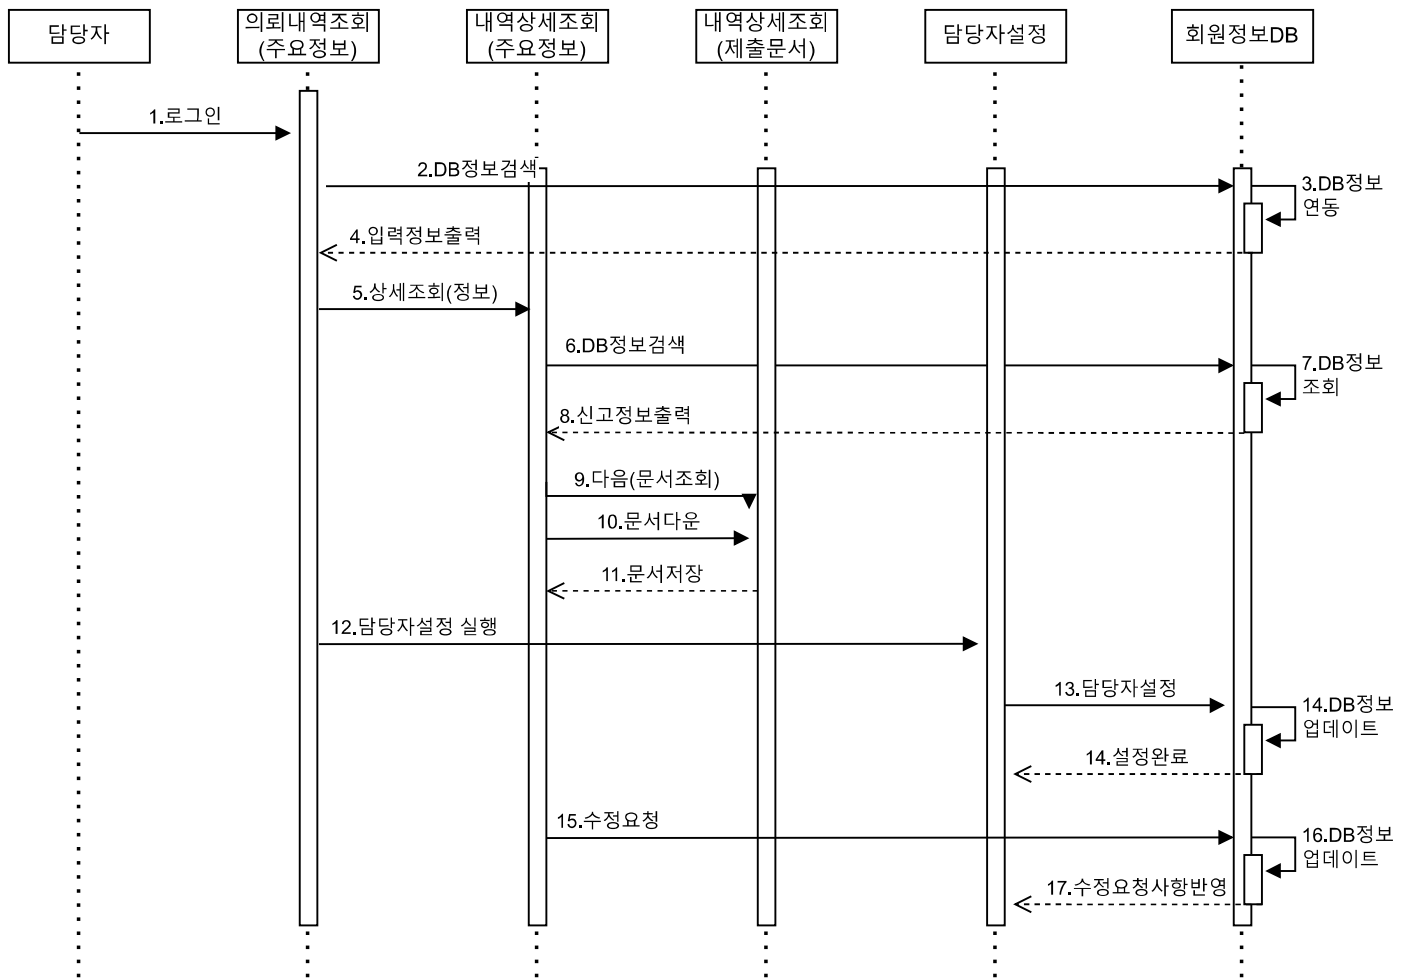 담당자
의뢰내역조회
(주요정보)
내역상세조회
(주요정보)
내역상세조회
(제출문서)
담당자설정
회원정보DB
1.로그인
2.DB정보검색
3.DB정보
연동
4.입력정보출력
5.상세조회(정보)
6.DB정보검색
7.DB정보
조회
8.신고정보출력
9.다음(문서조회)
10.문서다운
11.문서저장
12.담당자설정 실행
13.담당자설정
14.DB정보
업데이트
14.설정완료
15.수정요청
16.DB정보
업데이트
17.수정요청사항반영